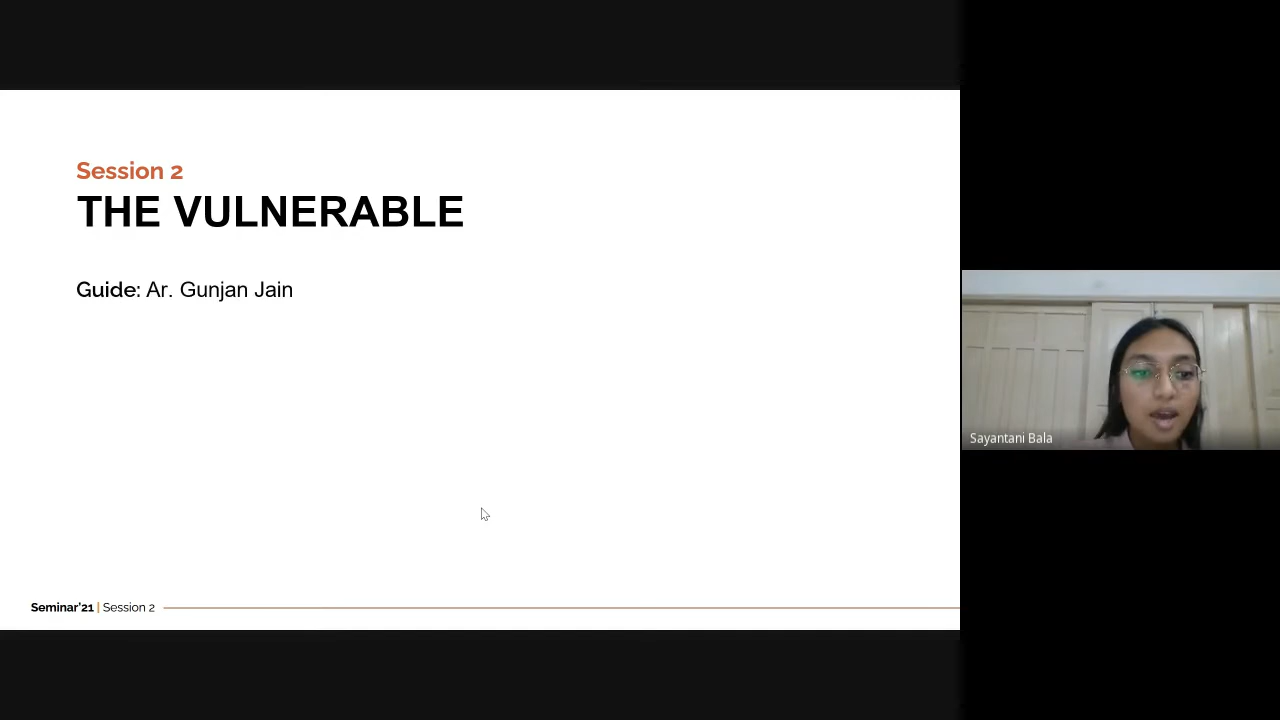 Session 2
THE VULNERABLE
Guide: Ar. Gunjan Jain
Sayantani Bala
Seminar'21 | Session 2